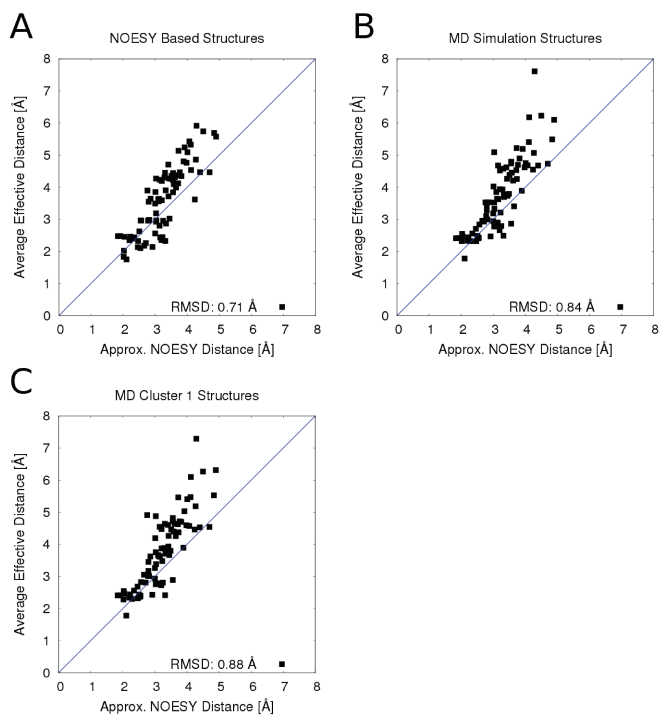 A
NOESY Based Structures
Average Effective Distance [Å]
8
7
6
5
4
3
2
1
0
RMSD: 0.71 Å
0 1 2 3 4 5 6 7 8
Approx. NOESY Distance [Å]
B
MD Simulation Structures
Average Effective Distance [Å]
8
7
6
5
4
3
2
1
0
RMSD: 0.84 Å
0 1 2 3 4 5 6 7 8
Approx. NOESY Distance [Å]
C
MD Cluster 1 Structures
Average Effective Distance [Å]
8
7
6
5
4
3
2
1
0
RMSD: 0.88 Å
0 1 2 3 4 5 6 7 8
Approx. NOESY Distance [Å]